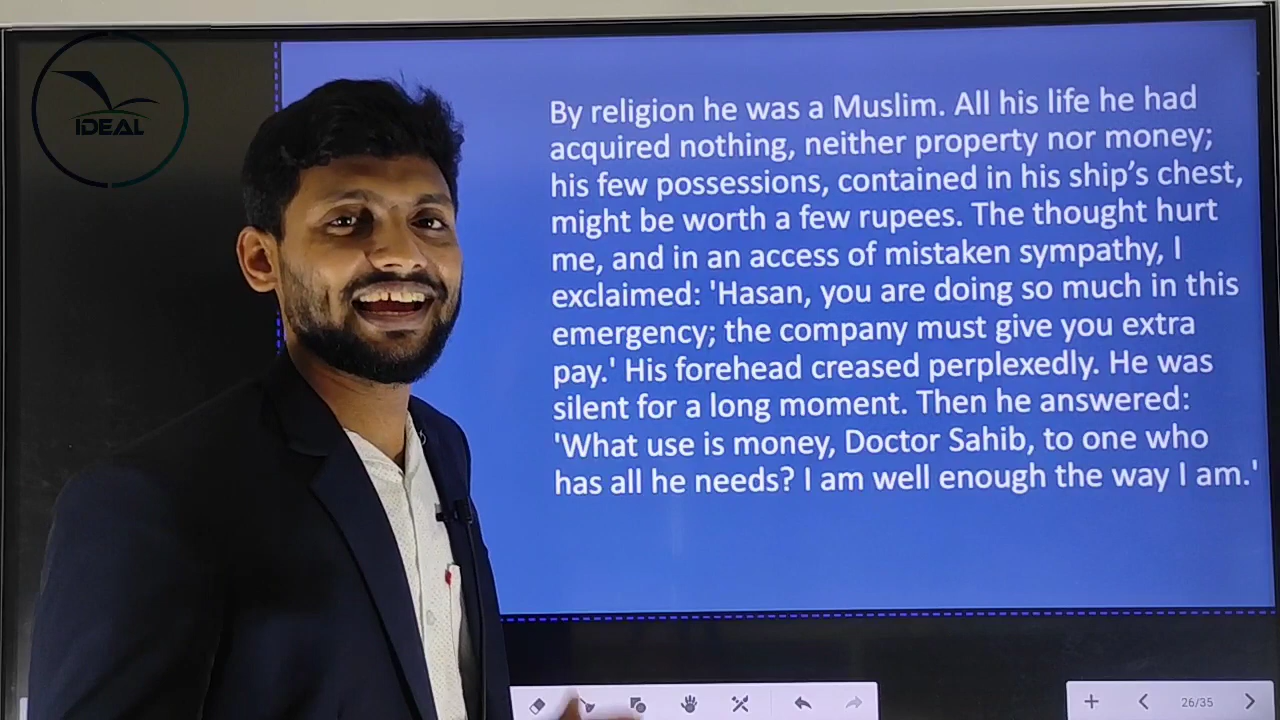 IDEAL
By religion he was a Muslim. All his life he had
acquired nothing, neither property nor money;
his few possessions, contained in his ship’s chest,
might be worth a few rupees. The thought hurt
me, and in an access of mistaken sympathy, I
exclaimed: 'Hasan, you are doing so much in this
emergency; the company must give you extra
pay.' His forehead creased perplexedly. He was
silent for a long moment. Then he answered:
'What use is money, Doctor Sahib, to one who
has all he needs? I am well enough the way I am.'
26/35